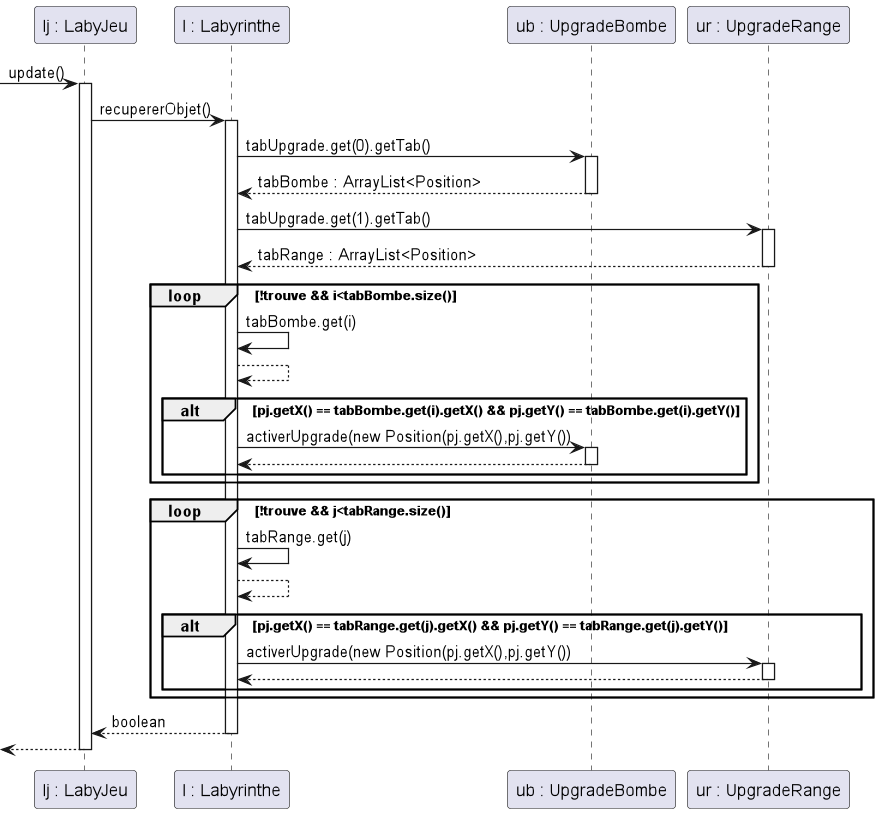 lj : LabyJeu
l : Labyrinthe
ub : UpgradeBombe
ur : UpgradeRange
update()
recupererObjet()
tabUpgrade.get(0).getTab()
tabBombe : ArrayList<Position>
tabUpgrade.get(1).getTab()
tabRange : ArrayList<Position>
loop [!trouve && i<tabBombe.size()]
tabBombe.get(i)
alt [pj.getX() == tabBombe.get(i).getX() && pj.getY() == tabBombe.get(i).getY()]
activerUpgrade(new Position(pj.getX(),pj.getY())
loop [!trouve && j<tabRange.size()]
tabRange.get(j)
alt [pj.getX() == tabRange.get(j).getX() && pj.getY() == tabRange.get(j).getY()]
activerUpgrade(new Position(pj.getX(),pj.getY())
boolean
lj : LabyJeu
l : Labyrinthe
ub : UpgradeBombe
ur : UpgradeRange